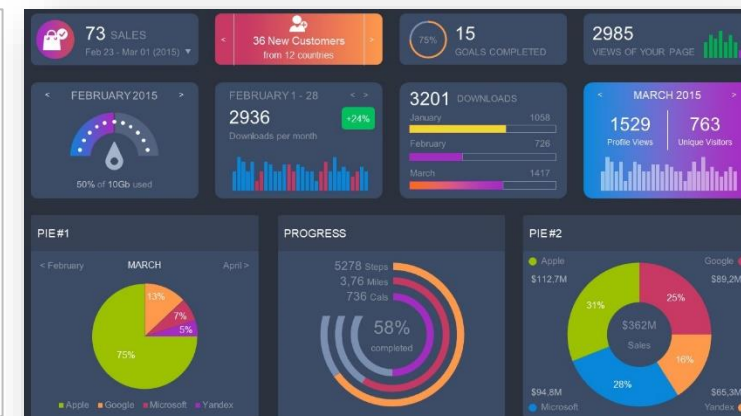 73 SALES
Feb 23 - Mar 01 (2015) ▼
< 36 New Customers >
from 12 countries
75%
15
GOALS COMPLETED
2985
VIEWS OF YOUR PAGE
< FEBRUARY 2015 >
50% of 10Gb used
FEBRUARY 1 - 28 < >
2936
+24%
Downloads per month
3201 DOWNLOADS
January 1058
February 726
March 1417
< MARCH 2015 >
1529 763
Profile Views Unique Visitors
PIE#1
< February MARCH April >
13%
7%
5%
75%
Apple Google Microsoft Yandex
PROGRESS
5278 Steps
3,76 Miles
736 Cals
58%
completed
PIE#2
Apple Google
$112,7M $89,2M
31% 25%
$362M
Sales
16%
28%
$94,8M $65,3M
Microsoft Yandex